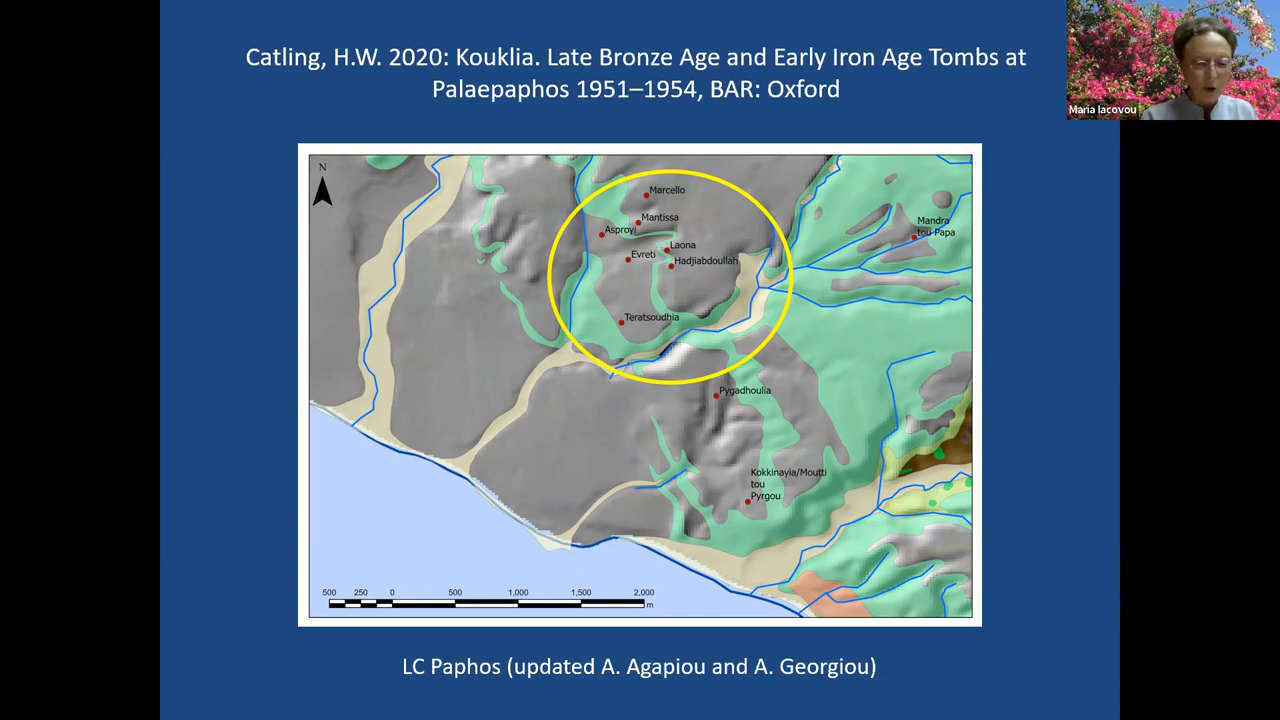 Catling, H.W. 2020: Kouklia. Late Bronze Age and Early Iron Age Tombs at
Palaepaphos 1951–1954, BAR: Oxford
Maria Iacovou
N
Marcello
Mantissa
Asproyi
Laona
Evreti
Hadjiabdoullah
Teratsoudhia
Mandra
tou Papa
Pygadhoulia
Kokkinayia/Moutti
tou
Pyrgou
500 250 0 500 1,000 1,500 2,000
m
LC Paphos (updated A. Agapiou and A. Georgiou)